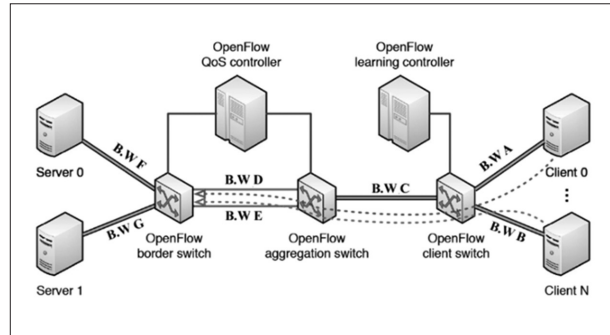 OpenFlow
QoS controller
OpenFlow
learning controller
Server 0
B.W F
B.W D
B.W E
B.W C
B.W A
Client 0
B.W G
OpenFlow
border switch
OpenFlow
aggregation switch
OpenFlow
client switch
B.W B
Server 1
Client N